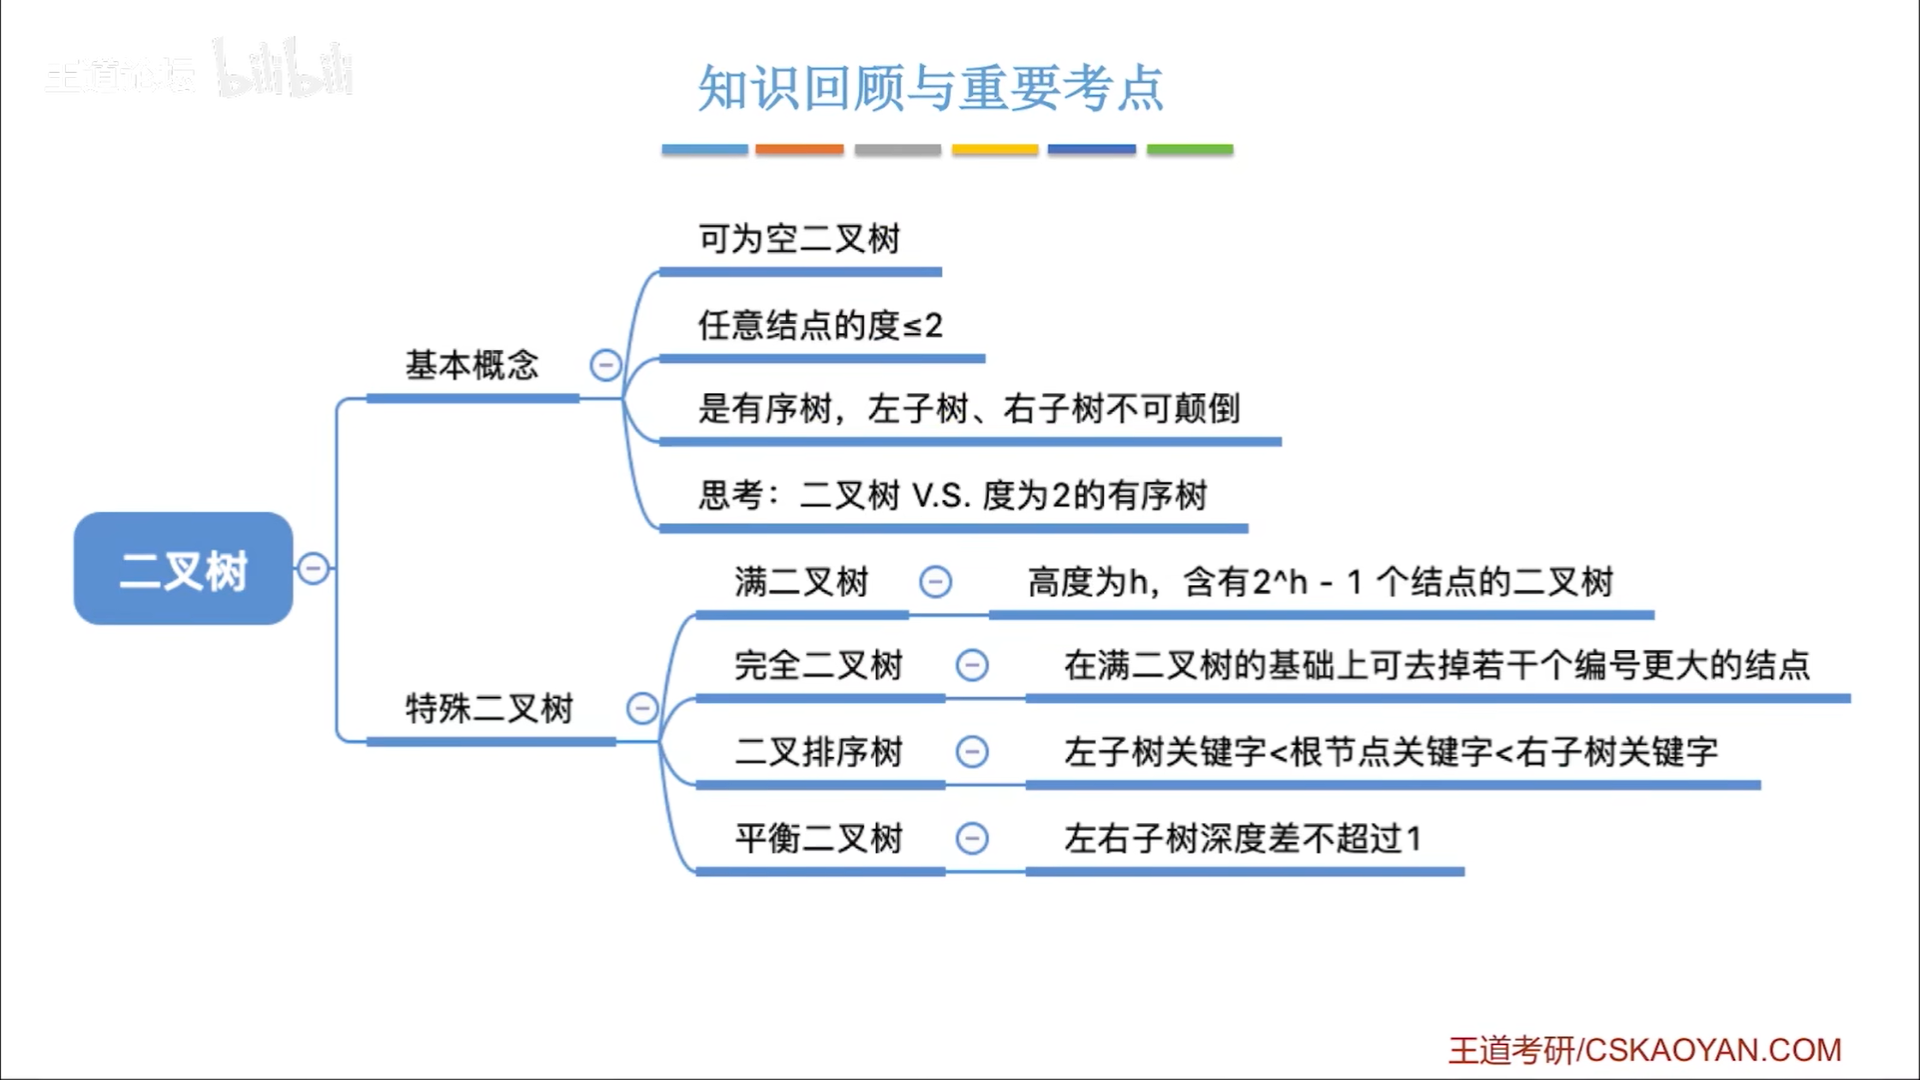 王道论坛 bilibili
知识回顾与重要考点
二叉树
基本概念
可为空二叉树
任意结点的度≤2
是有序树，左子树、右子树不可颠倒
思考：二叉树 V.S. 度为2的有序树
特殊二叉树
满二叉树 高度为h，含有2^h - 1 个结点的二叉树
完全二叉树 在满二叉树的基础上可去掉若干个编号更大的结点
二叉排序树 左子树关键字<根节点关键字<右子树关键字
平衡二叉树 左右子树深度差不超过1
王道考研/CSKAOYAN.COM